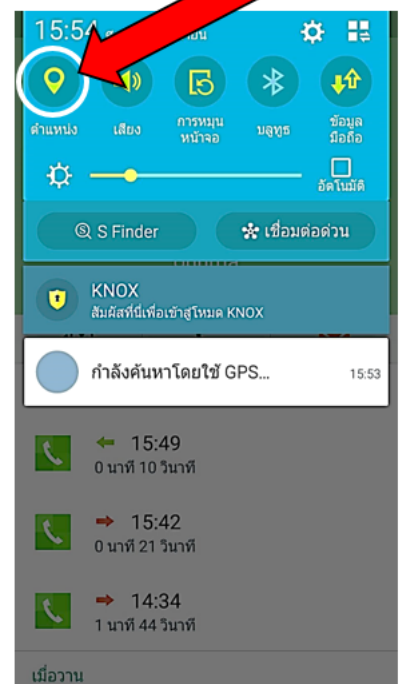 15:54
ตำแหน่ง
เสียง
การหมุน
หน้าจอ
บลูทูธ
ข้อมูล
มือถือ
อัตโนมัติ
S Finder
เชื่อมต่อด่วน
KNOX
สัมผัสที่นี่เพื่อเข้าสู่โหมด KNOX
กำลังค้นหาโดยใช้ GPS...
15:53
15:49
0 นาที 10 วินาที
15:42
0 นาที 21 วินาที
14:34
1 นาที 44 วินาที
เมื่อวาน